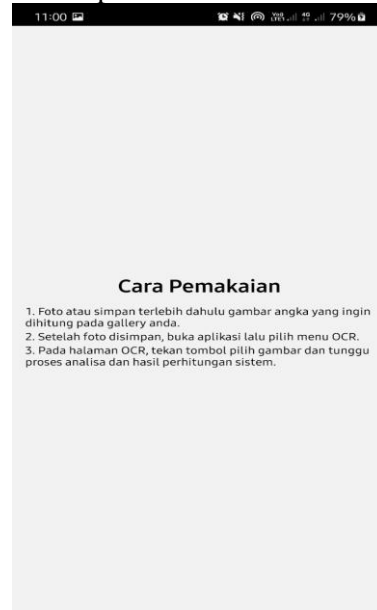 11:00 79%
Cara Pemakaian
1. Foto atau simpan terlebih dahulu gambar angka yang ingin
dihitung pada gallery anda.
2. Setelah foto disimpan, buka aplikasi lalu pilih menu OCR.
3. Pada halaman OCR, tekan tombol pilih gambar dan tunggu
proses analisa dan hasil perhitungan sistem.